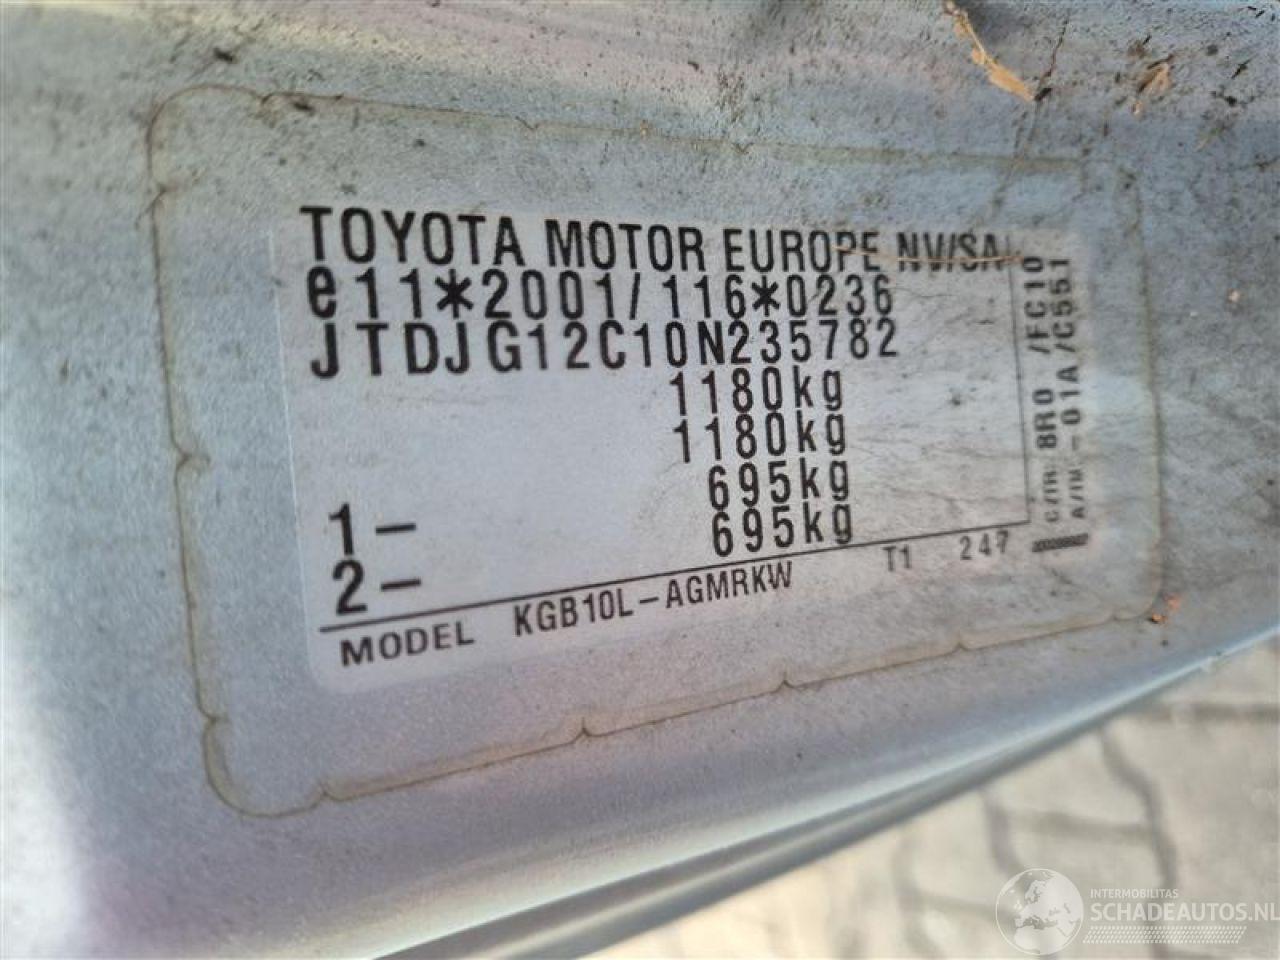 TOYOTA MOTOR EUROPE NV/SA
e11*2001/116*0236
JTDJG12C10N235782
1180kg
1180kg
1- 695kg
2- 695kg
MODEL KGB10L-AGMRKW T1 247
C/TR: 8R0 /FC10
A/TM: -01A/C551
INTERMOBILITAS
SCHADEAUTOS.NL